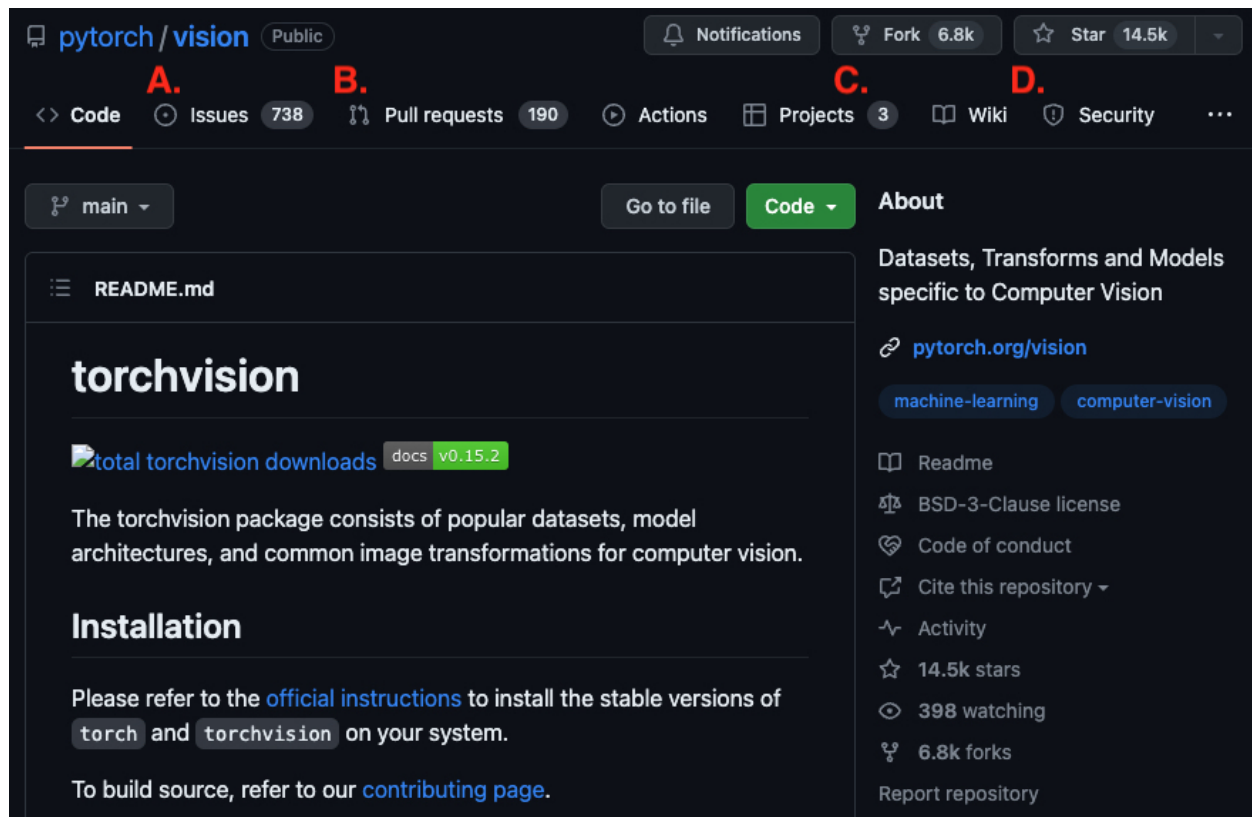 pytorch / vision Public Notifications Fork 6.8k Star 14.5k
A. B. C. D.
<> Code Issues 738 Pull requests 190 Actions Projects 3 Wiki Security ...
main Go to file Code
README.md
torchvision
total torchvision downloads docs v0.15.2
The torchvision package consists of popular datasets, model
architectures, and common image transformations for computer vision.
Installation
Please refer to the official instructions to install the stable versions of
torch and torchvision on your system.
To build source, refer to our contributing page.
About
Datasets, Transforms and Models
specific to Computer Vision
pytorch.org/vision
machine-learning computer-vision
Readme
BSD-3-Clause license
Code of conduct
Cite this repository
Activity
14.5k stars
398 watching
6.8k forks
Report repository